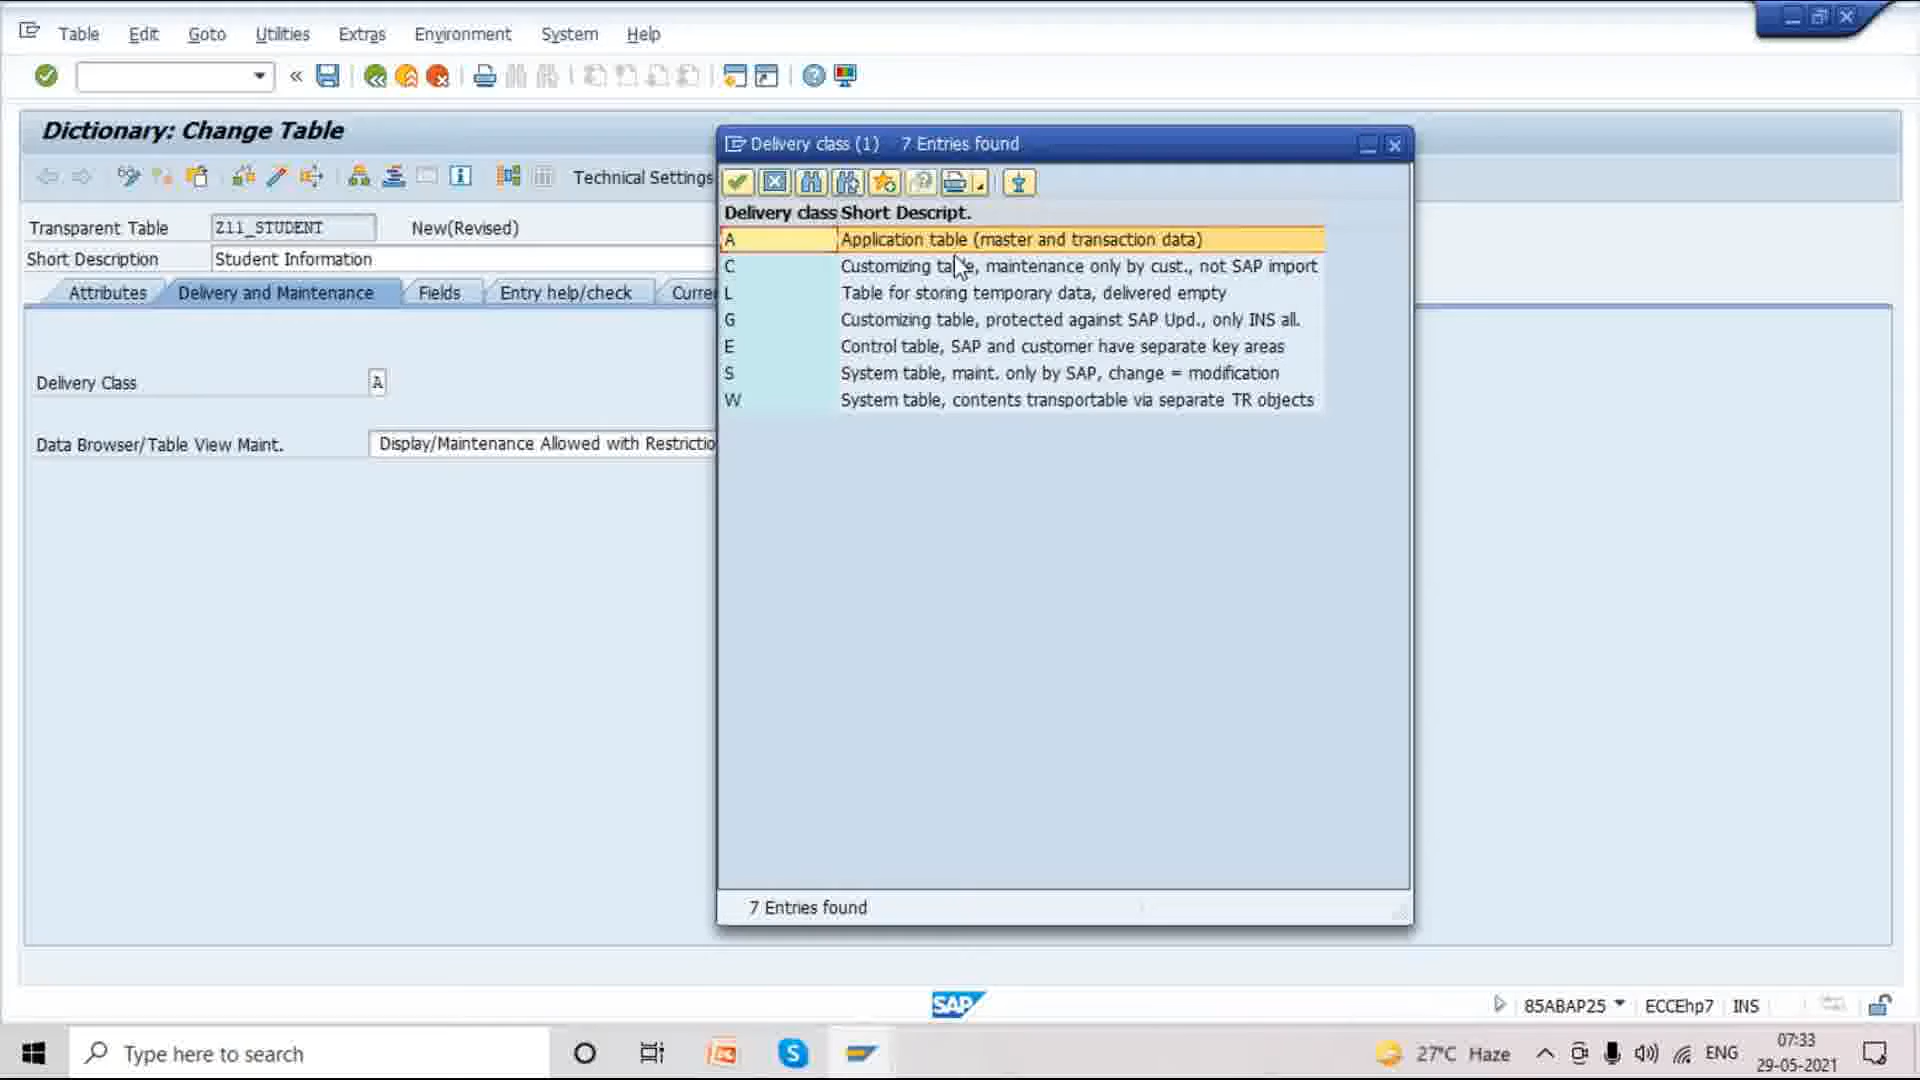 Table Edit Goto Utilities Extras Environment System Help
Dictionary: Change Table
Technical Settings
Transparent Table Z11_STUDENT New(Revised)
Short Description Student Information
Attributes Delivery and Maintenance Fields Entry help/check Curre
Delivery Class A
Data Browser/Table View Maint. Display/Maintenance Allowed with Restrictio
Delivery class (1) 7 Entries found
Delivery class Short Descript.
A Application table (master and transaction data)
C Customizing table, maintenance only by cust., not SAP import
L Table for storing temporary data, delivered empty
G Customizing table, protected against SAP Upd., only INS all.
E Control table, SAP and customer have separate key areas
S System table, maint. only by SAP, change = modification
W System table, contents transportable via separate TR objects
7 Entries found
SAP
85ABAP25 ECCEhp7 INS
Type here to search
27°C Haze
ENG
07:33
29-05-2021